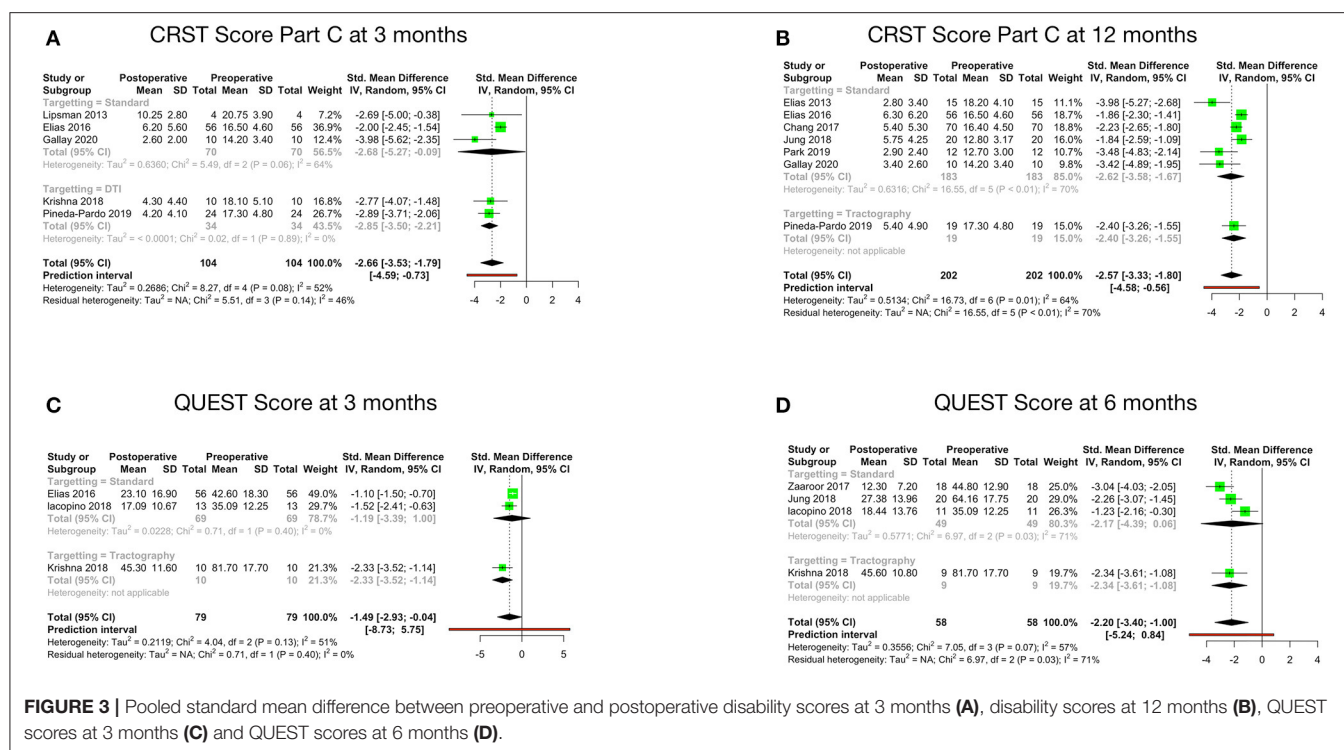 A CRST Score Part C at 3 months
Study or Postoperative Preoperative Std. Mean Difference Std. Mean Difference
Subgroup Mean SD Total Mean SD Total Weight IV, Random, 95% CI IV, Random, 95% CI
Targetting = Standard
Lipsman 2013 10.25 2.80 4 20.75 3.90 4 7.2% -2.69 [-5.00; -0.38]
Elias 2016 6.20 5.60 56 16.50 4.60 56 36.9% -2.00 [-2.45; -1.54]
Gallay 2020 2.60 2.00 10 14.20 3.40 10 12.4% -3.98 [-5.62; -2.35]
Total (95% CI) 70 70 56.5% -2.68 [-5.27; -0.09]
Heterogeneity: Tau² = 0.6360; Chi² = 5.49, df = 2 (P = 0.06); I² = 64%
Targetting = DTI
Krishna 2018 4.30 4.40 10 18.10 5.10 10 16.8% -2.77 [-4.07; -1.48]
Pineda-Pardo 2019 4.20 4.10 24 17.30 4.80 24 26.7% -2.89 [-3.71; -2.06]
Total (95% CI) 34 34 43.5% -2.85 [-3.50; -2.21]
Heterogeneity: Tau² = < 0.0001; Chi² = 0.02, df = 1 (P = 0.89); I² = 0%
Total (95% CI) 104 104 100.0% -2.66 [-3.53; -1.79]
Prediction interval [-4.59; -0.73]
Heterogeneity: Tau² = 0.2686; Chi² = 8.27, df = 4 (P = 0.08); I² = 52%
Residual heterogeneity: Tau² = NA; Chi² = 5.51, df = 3 (P = 0.14); I² = 46%
-4 -2 0 2 4
B CRST Score Part C at 12 months
Study or Postoperative Preoperative Std. Mean Difference Std. Mean Difference
Subgroup Mean SD Total Mean SD Total Weight IV, Random, 95% CI IV, Random, 95% CI
Targetting = Standard
Elias 2013 2.80 3.40 15 18.20 4.10 15 11.1% -3.98 [-5.27; -2.68]
Elias 2016 6.30 6.20 56 16.50 4.60 56 18.7% -1.86 [-2.30; -1.41]
Chang 2017 5.40 5.30 70 16.40 4.50 70 19.0% -2.23 [-2.65; -1.80]
Jung 2018 5.75 4.25 20 12.80 3.17 20 16.0% -1.84 [-2.59; -1.09]
Park 2019 2.90 2.40 12 12.70 3.00 12 10.4% -3.48 [-4.83; -2.14]
Gallay 2020 3.40 2.60 10 14.20 3.40 10 9.8% -3.42 [-4.89; -1.95]
Total (95% CI) 183 183 85.0% -2.62 [-3.58; -1.67]
Heterogeneity: Tau² = 0.6316; Chi² = 16.55, df = 5 (P < 0.01); I² = 70%
Targetting = Tractography
Pineda-Pardo 2019 5.40 4.90 19 17.30 4.80 19 15.0% -2.40 [-3.26; -1.55]
Total (95% CI) 19 19 15.0% -2.40 [-3.26; -1.55]
Heterogeneity: not applicable
Total (95% CI) 202 202 100.0% -2.57 [-3.33; -1.80]
Prediction interval [-4.58; -0.56]
Heterogeneity: Tau² = 0.5134; Chi² = 16.73, df = 6 (P = 0.01); I² = 64%
Residual heterogeneity: Tau² = NA; Chi² = 16.55, df = 5 (P < 0.01); I² = 70%
-4 -2 0 2 4
C QUEST Score at 3 months
Study or Postoperative Preoperative Std. Mean Difference Std. Mean Difference
Subgroup Mean SD Total Mean SD Total Weight IV, Random, 95% CI IV, Random, 95% CI
Targetting = Standard
Elias 2016 23.10 16.90 56 42.60 18.30 56 49.0% -1.10 [-1.50; -0.70]
Iacopino 2018 17.09 10.67 13 35.09 12.25 13 29.7% -1.52 [-2.41; -0.63]
Total (95% CI) 69 69 78.7% -1.19 [-3.39; 1.00]
Heterogeneity: Tau² = 0.0228; Chi² = 0.71, df = 1 (P = 0.40); I² = 0%
Targetting = Tractography
Krishna 2018 45.30 11.60 10 81.70 17.70 10 21.3% -2.33 [-3.52; -1.14]
Total (95% CI) 10 10 21.3% -2.33 [-3.52; -1.14]
Heterogeneity: not applicable
Total (95% CI) 79 79 100.0% -1.49 [-2.93; -0.04]
Prediction interval [-8.73; 5.75]
Heterogeneity: Tau² = 0.2119; Chi² = 4.04, df = 2 (P = 0.13); I² = 51%
Residual heterogeneity: Tau² = NA; Chi² = 0.71, df = 1 (P = 0.40); I² = 0%
-5 0 5
D QUEST Score at 6 months
Study or Postoperative Preoperative Std. Mean Difference Std. Mean Difference
Subgroup Mean SD Total Mean SD Total Weight IV, Random, 95% CI IV, Random, 95% CI
Targetting = Standard
Zaaroor 2017 12.30 7.20 18 44.80 12.90 18 25.0% -3.04 [-4.03; -2.05]
Jung 2018 27.38 13.96 20 64.16 17.75 20 29.0% -2.26 [-3.07; -1.45]
Iacopino 2018 18.44 13.76 11 35.09 12.25 11 26.3% -1.23 [-2.16; -0.30]
Total (95% CI) 49 49 80.3% -2.17 [-4.39; 0.06]
Heterogeneity: Tau² = 0.5771; Chi² = 6.97, df = 2 (P = 0.03); I² = 71%
Targetting = Tractography
Krishna 2018 45.60 10.80 9 81.70 17.70 9 19.7% -2.34 [-3.61; -1.08]
Total (95% CI) 9 9 19.7% -2.34 [-3.61; -1.08]
Heterogeneity: not applicable
Total (95% CI) 58 58 100.0% -2.20 [-3.40; -1.00]
Prediction interval [-5.24; 0.84]
Heterogeneity: Tau² = 0.3556; Chi² = 7.05, df = 3 (P = 0.07); I² = 57%
Residual heterogeneity: Tau² = NA; Chi² = 6.97, df = 2 (P = 0.03); I² = 71%
-4 -2 0 2 4
FIGURE 3 | Pooled standard mean difference between preoperative and postoperative disability scores at 3 months (A), disability scores at 12 months (B), QUEST
scores at 3 months (C) and QUEST scores at 6 months (D).